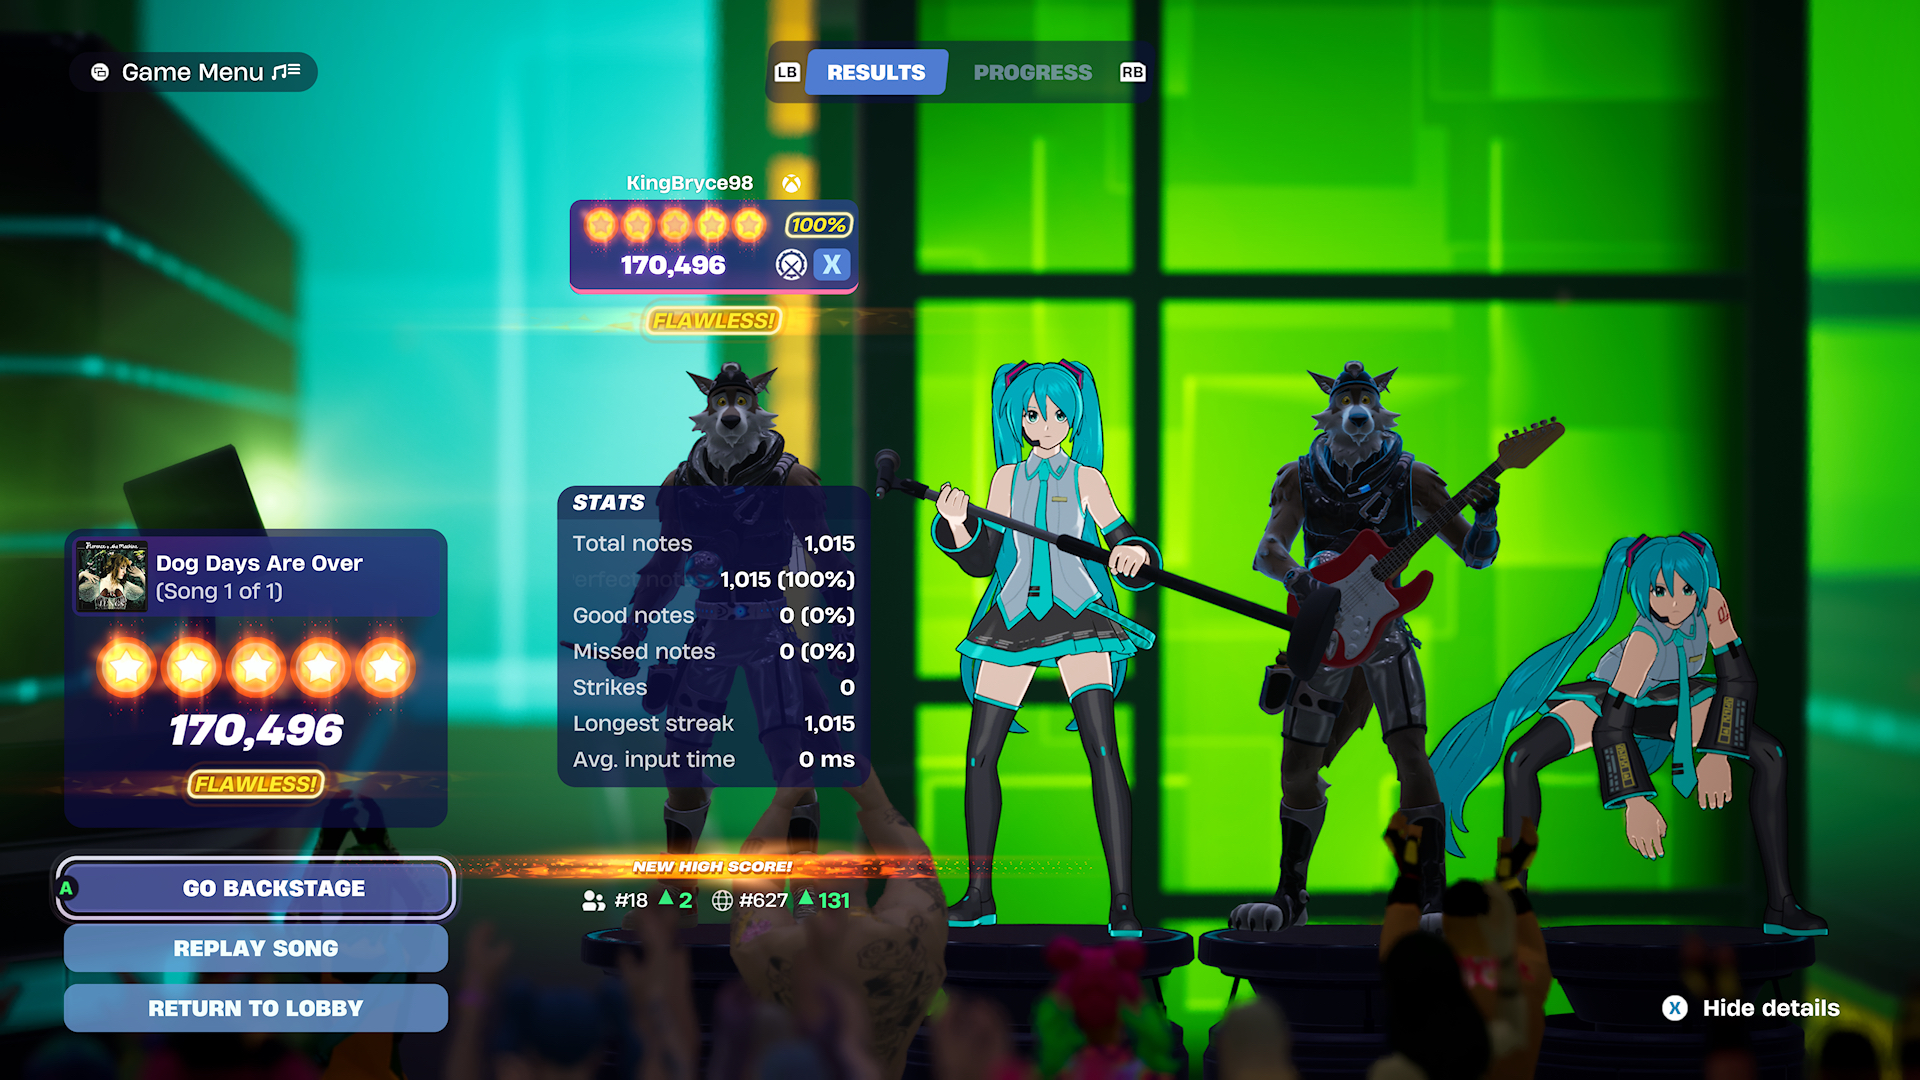 Game Menu
LB RESULTS PROGRESS RB
KingBryce98
100%
170,496
X
FLAWLESS!
STATS
Total notes 1,015
erfect notes 1,015 (100%)
Good notes 0 (0%)
Missed notes 0 (0%)
Strikes 0
Longest streak 1,015
Avg. input time 0 ms
NEW HIGH SCORE!
#18 2 #627 131
Dog Days Are Over
(Song 1 of 1)
170,496
FLAWLESS!
A GO BACKSTAGE
REPLAY SONG
RETURN TO LOBBY
X Hide details